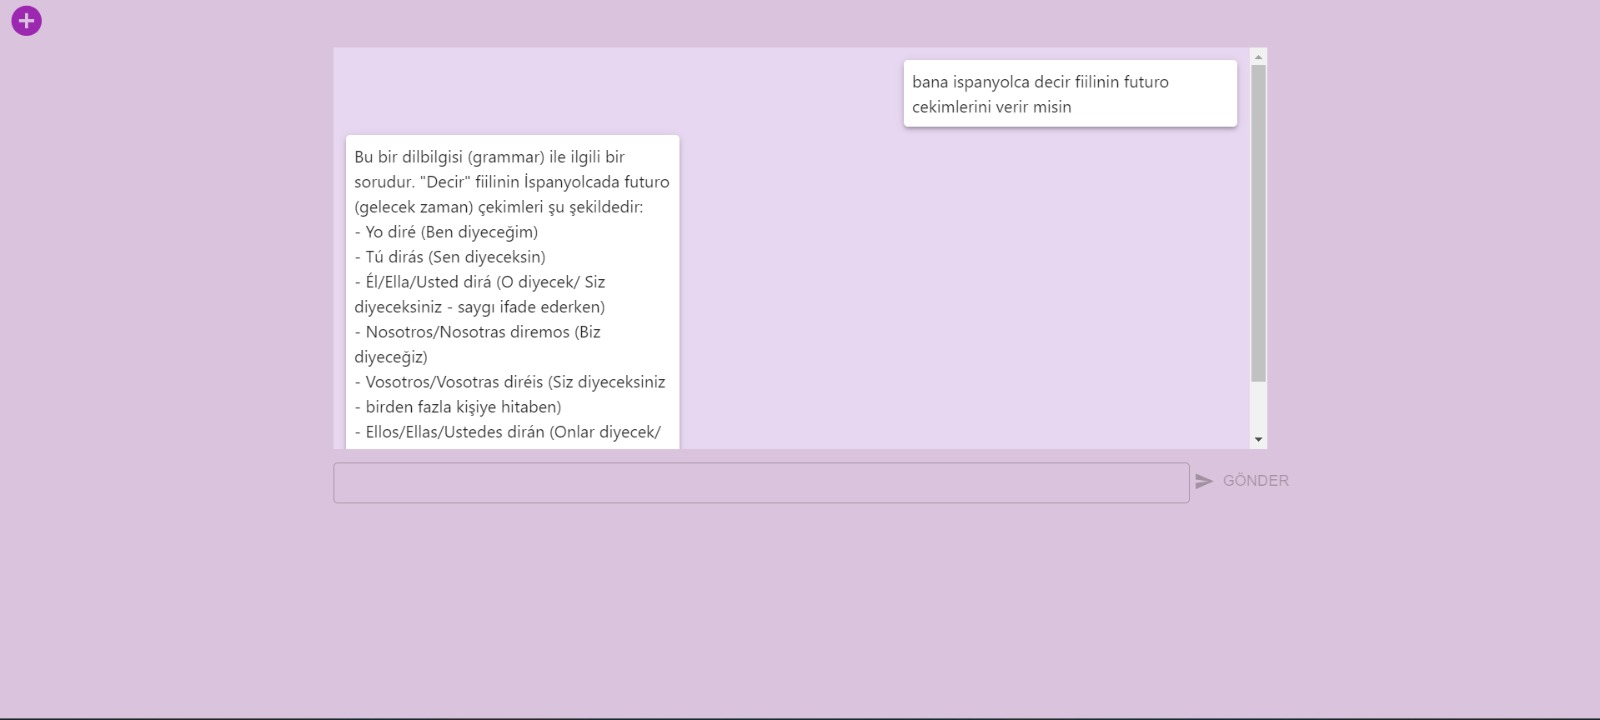 bana ispanyolca decir fiilinin futuro
cekimlerini verir misin
Bu bir dilbilgisi (grammar) ile ilgili bir
sorudur. "Decir" fiilinin İspanyolcada futuro
(gelecek zaman) çekimleri şu şekildedir:
- Yo diré (Ben diyeceğim)
- Tú dirás (Sen diyeceksin)
- Él/Ella/Usted dirá (O diyecek/ Siz
diyeceksiniz - saygı ifade ederken)
- Nosotros/Nosotras diremos (Biz
diyeceğiz)
- Vosotros/Vosotras diréis (Siz diyeceksiniz
- birden fazla kişiye hitaben)
- Ellos/Ellas/Ustedes dirán (Onlar diyecek/
GÖNDER